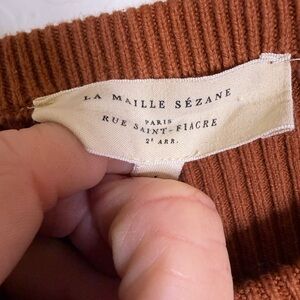 LA MAILLE SÉZANE
PARIS
RUE SAINT-FIACRE
2E ARR.